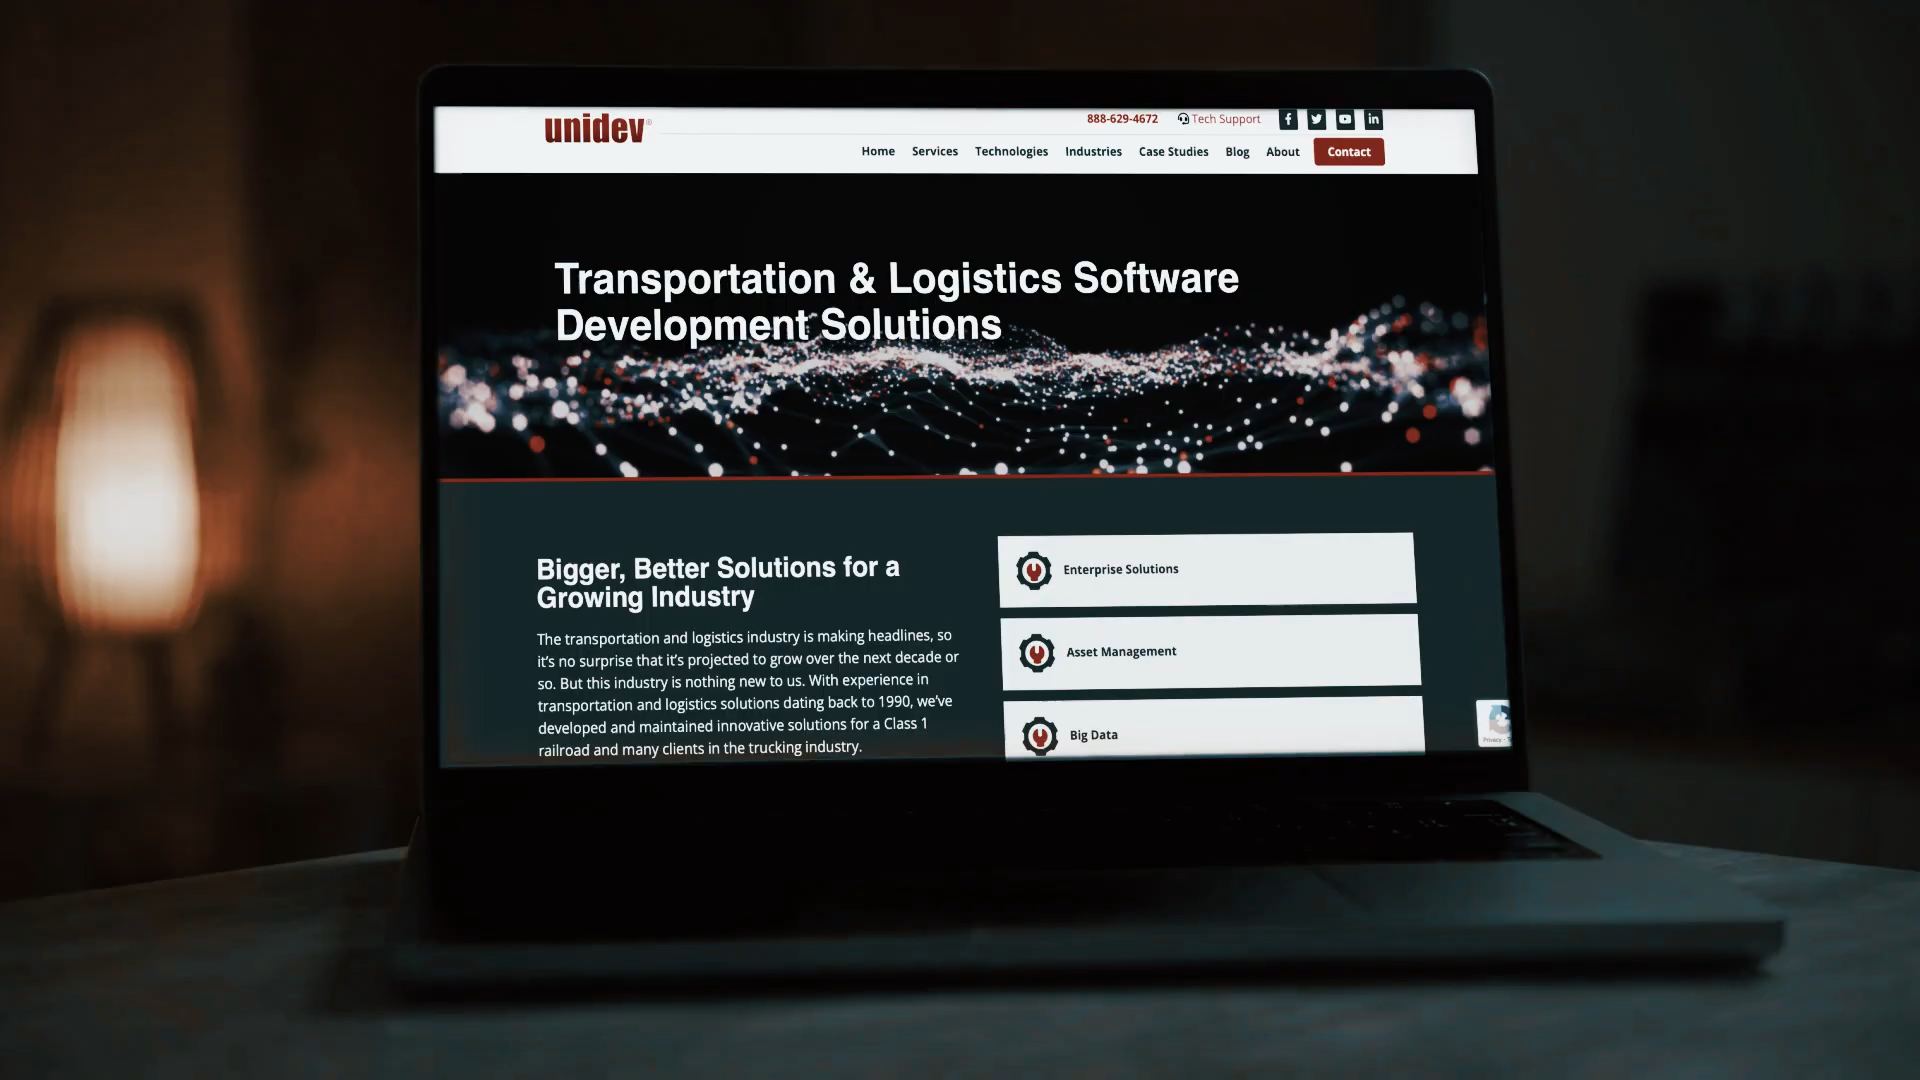 unidev®
888-629-4672 Tech Support
Home Services Technologies Industries Case Studies Blog About Contact
Transportation & Logistics Software
Development Solutions
Bigger, Better Solutions for a
Growing Industry
The transportation and logistics industry is making headlines, so
it's no surprise that it's projected to grow over the next decade or
so. But this industry is nothing new to us. With experience in
transportation and logistics solutions dating back to 1990, we've
developed and maintained innovative solutions for a Class 1
railroad and many clients in the trucking industry.
Enterprise Solutions
Asset Management
Big Data
Privacy